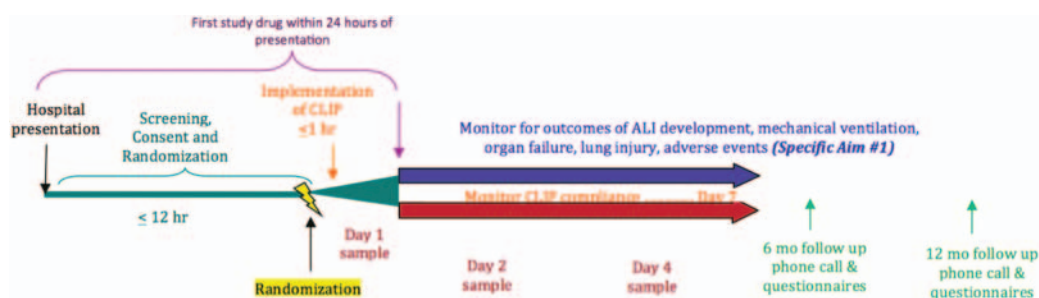 First study drug within 24 hours of
presentation
Hospital
presentation
Screening,
Consent and
Randomization
Implementation
of CLIP
≤1 hr
Monitor for outcomes of ALI development, mechanical ventilation,
organ failure, lung injury, adverse events (Specific Aim #1)
Monitor CLIP compliance ............ Day 7
≤ 12 hr
Day 1
sample
Day 2
sample
Day 4
sample
Randomization
6 mo follow up
phone call &
questionnaires
12 mo follow up
phone call &
questionnaires